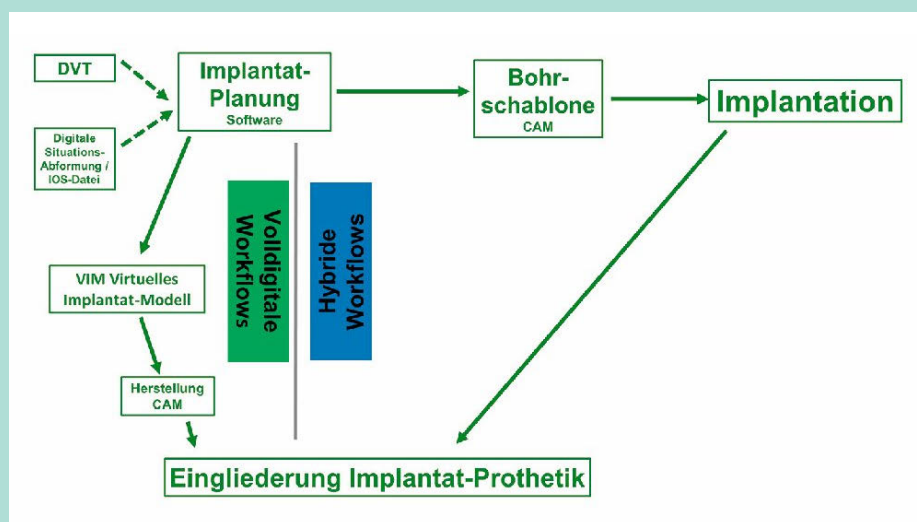 DVT
Implantat-
Planung
Software
Bohr-
schablone
CAM
Implantation
Digitale
Situations-
Abformung /
IOS-Datei
Volldigitale
Workflows
Hybride
Workflows
VIM Virtuelles
Implantat-Modell
Herstellung
CAM
Eingliederung Implantat-Prothetik